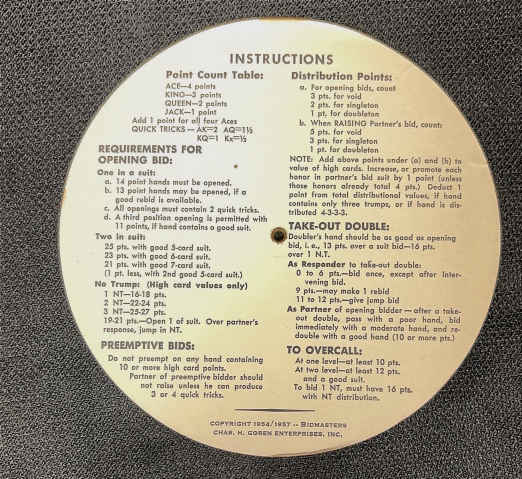 INSTRUCTIONS
Point Count Table:
ACE—4 points
KING—3 points
QUEEN—2 points
JACK—1 point
Add 1 point for all four Aces
QUICK TRICKS — AK=2 AQ=1½
KQ=1 Kx=½
REQUIREMENTS FOR
OPENING BID:
One in a suit:
a. 14 point hands must be opened.
b. 13 point hands may be opened, if a
good rebid is available.
c. All openings must contain 2 quick tricks.
d. A third position opening is permitted with
11 points, if hand contains a good suit.
Two in suit:
25 pts. with good 5-card suit.
23 pts. with good 6-card suit.
21 pts. with good 7-card suit.
(1 pt. less, with 2nd good 5-card suit.)
No Trump: (High card values only)
1 NT—16-18 pts.
2 NT—22-24 pts.
3 NT—25-27 pts.
19-21 pts.—Open 1 of suit. Over partner's
response, jump in NT.
PREEMPTIVE BIDS:
Do not preempt on any hand containing
10 or more high card points.
Partner of preemptive bidder should
not raise unless he can produce
3 or 4 quick tricks.
Distribution Points:
a. For opening bids, count
3 pts. for void
2 pts. for singleton
1 pt. for doubleton
b. When RAISING Partner's bid, count:
5 pts. for void
3 pts. for singleton
1 pt. for doubleton
NOTE: Add above points under (a) and (b) to
value of high cards. Increase, or promote each
honor in partner's bid suit by 1 point (unless
those honors already total 4 pts.) Deduct 1
point from total distributional values, if hand
contains only three trumps, or if hand is dis-
tributed 4-3-3-3.
TAKE-OUT DOUBLE:
Doubler's hand should be as good as opening
bid, i. e., 13 pts. over a suit bid—16 pts.
over 1 N.T.
As Responder to take-out double:
0 to 6 pts.—bid once, except after inter-
vening bid.
9 pts.—may make 1 rebid
11 to 12 pts.—give jump bid
As Partner of opening bidder—after a take-
out double, pass with a poor hand, bid
immediately with a moderate hand, and re-
double with a good hand (10 or more pts.)
TO OVERCALL:
At one level—at least 10 pts.
At two level—at least 12 pts.
and a good suit.
To bid 1 NT, must have 16 pts.
with NT distribution.
COPYRIGHT 1954/1957 -- BIDMASTERS
CHAS. H. GOREN ENTERPRISES, INC.